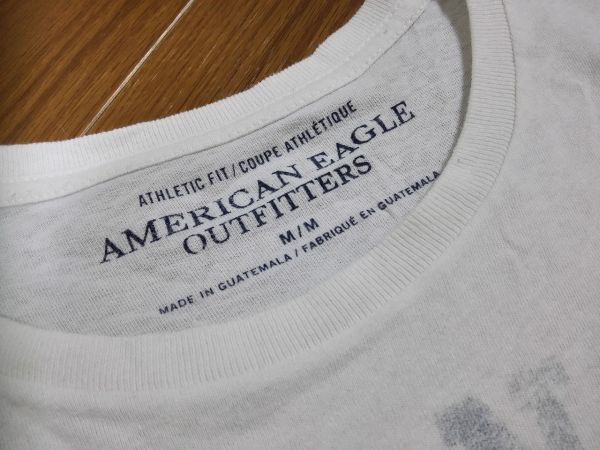 ATHLETIC FIT / COUPE ATHLÉTIQUE
AMERICAN EAGLE
OUTFITTERS
M / M
MADE IN GUATEMALA / FABRIQUÉ EN GUATEMALA